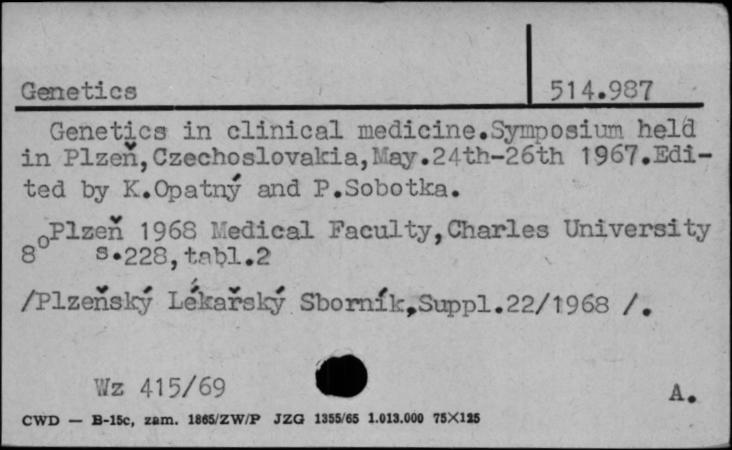 Genetics 514.987
Genetics in clinical medicine.Symposium held
in Plzeň,Czechoslovakia,May.24th-26th 1967.Edi-
ted by K.Opatný and P.Sobotka.
Plzeň 1968 Medical Faculty,Charles University
8° s.228,tabl.2
/Plzeňský Lékařský Sborník,Suppl.22/1968 /.
Wz 415/69
A.
CWD — B-15c, zam. 1865/ZW/P JZG 1355/65 1.013.000 75×125